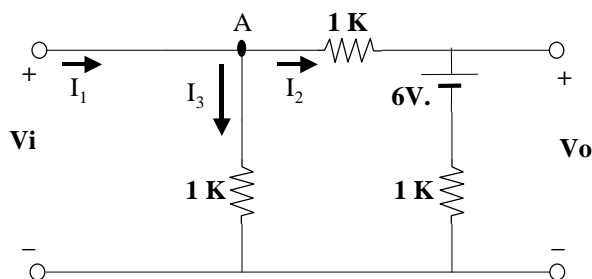 A
1 K
+
I1
I3
I2
6V.
+
Vi
Vo
1 K
1 K
–
–